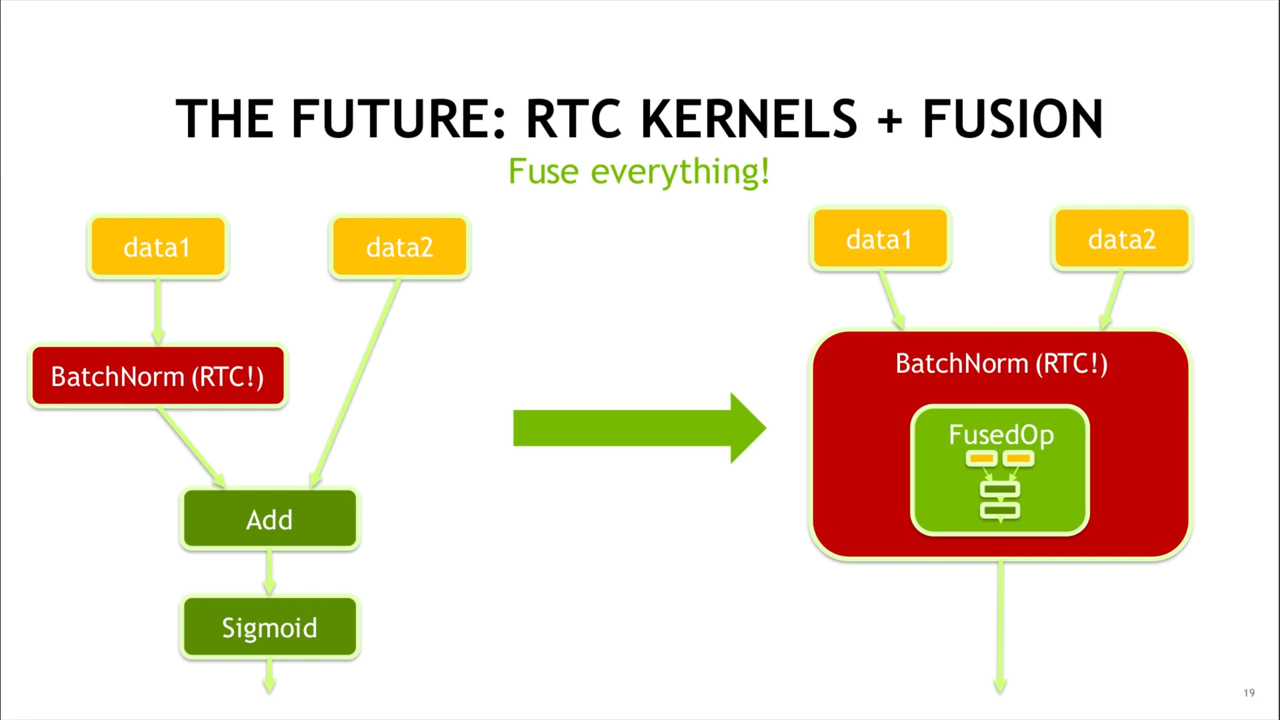 THE FUTURE: RTC KERNELS + FUSION
Fuse everything!
data1
data2
BatchNorm (RTC!)
Add
Sigmoid
data1
data2
BatchNorm (RTC!)
FusedOp
19